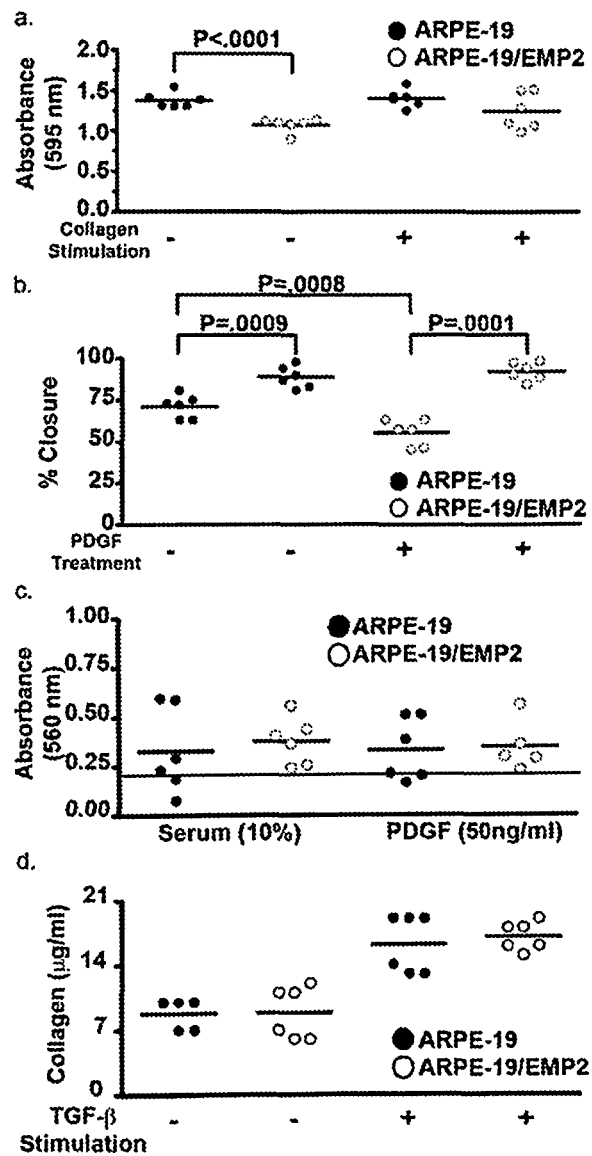 a.
● ARPE-19
○ ARPE-19/EMP2
P<.0001
Absorbance
(595 nm)
2.0
1.5
1.0
0.5
0.0
Collagen
Stimulation
- - + +
b.
P=.0008
P=.0009 P=.0001
% Closure
100
75
50
25
0
● ARPE-19
○ ARPE-19/EMP2
PDGF
Treatment
- - + +
c.
● ARPE-19
○ ARPE-19/EMP2
Absorbance
(560 nm)
1.00
0.75
0.50
0.25
0.00
Serum (10%) PDGF (50ng/ml)
d.
Collagen (µg/ml)
21
14
7
0
● ARPE-19
○ ARPE-19/EMP2
TGF-β
Stimulation
- - + +